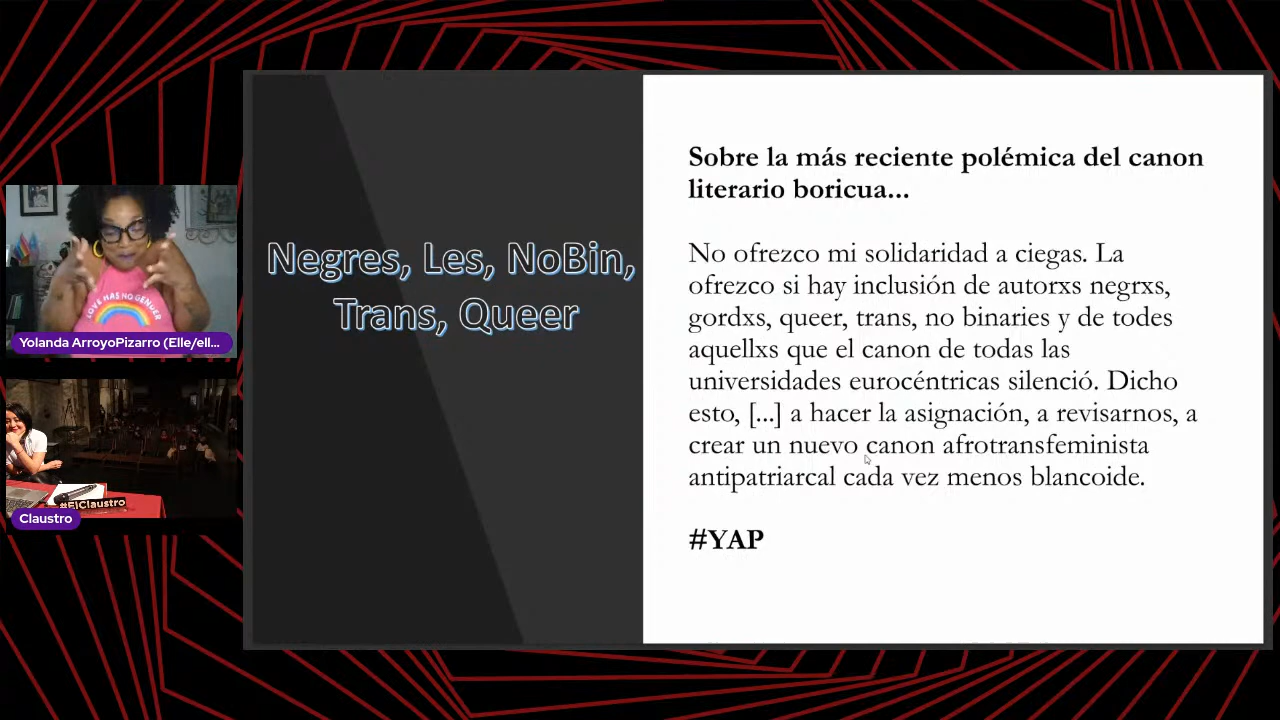 Negres, Les, NoBin,
Trans, Queer
Sobre la más reciente polémica del canon
literario boricua...
No ofrezco mi solidaridad a ciegas. La
ofrezco si hay inclusión de autorxs negrxs,
gordxs, queer, trans, no binaries y de todes
aquellxs que el canon de todas las
universidades eurocéntricas silenció. Dicho
esto, [...] a hacer la asignación, a revisarnos, a
crear un nuevo canon afrotransfeminista
antipatriarcal cada vez menos blancoide.
#YAP
LOVE HAS NO GENDER
Yolanda ArroyoPizarro (Elle/ell...
#ElClaustro
Claustro